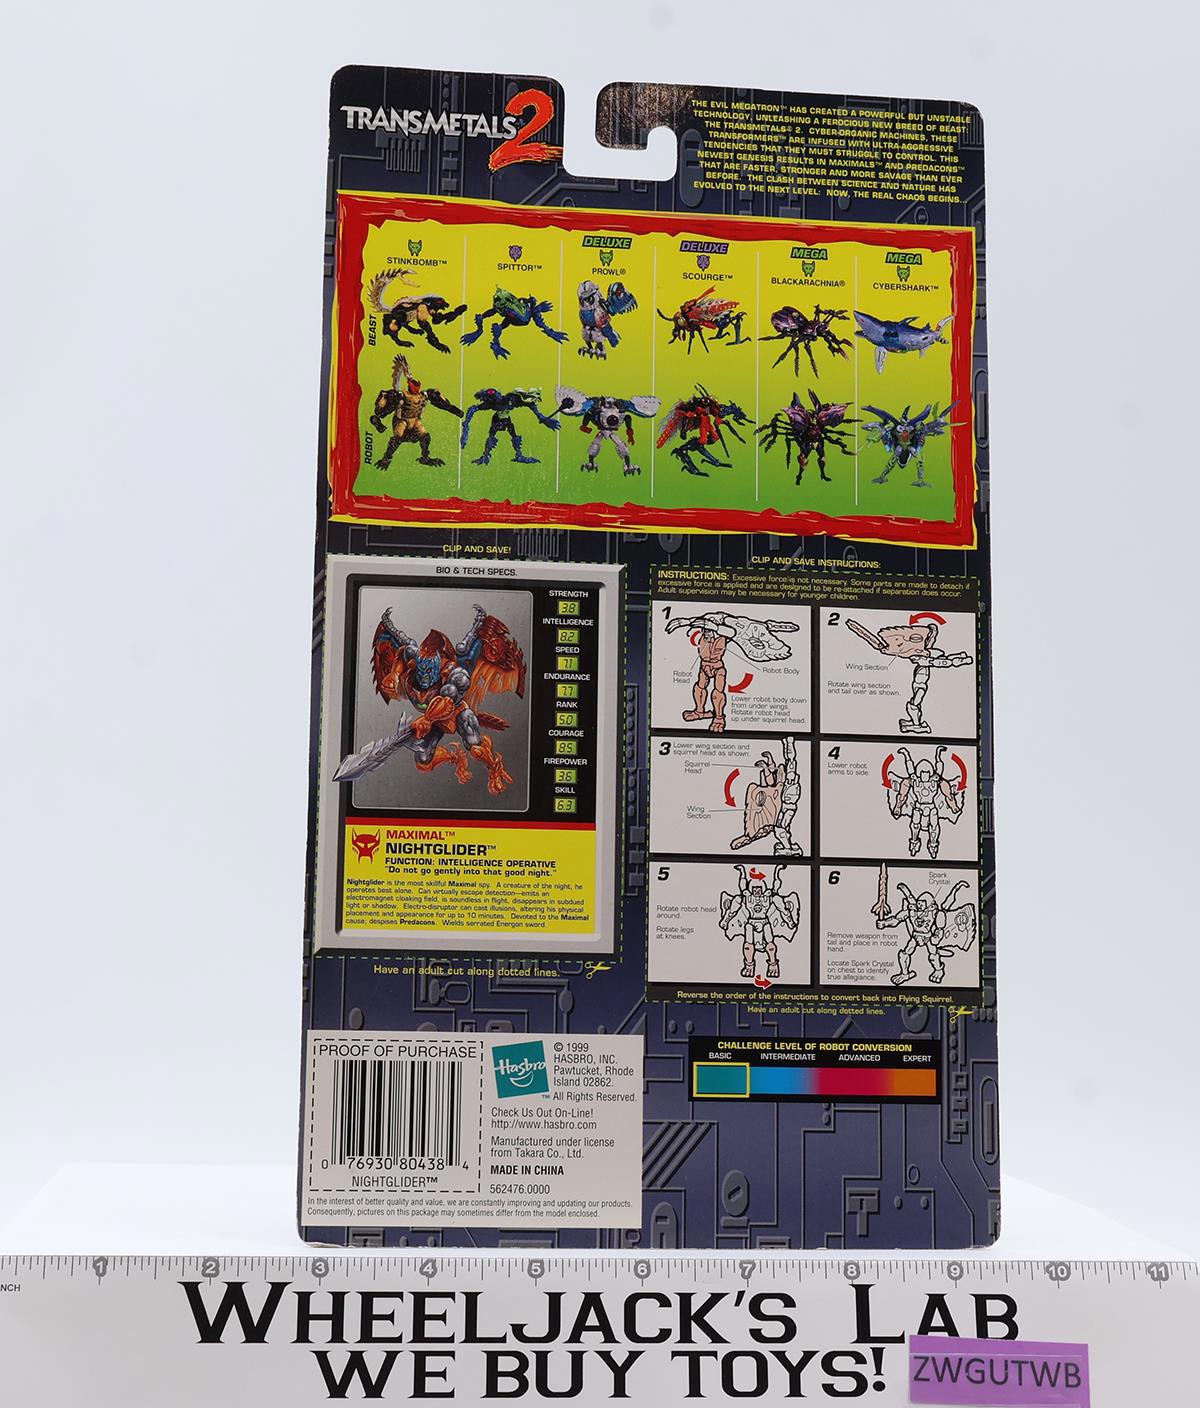 TRANSMETALS 2
THE EVIL MEGATRON™ HAS CREATED A POWERFUL BUT UNSTABLE
TECHNOLOGY, UNLEASHING A FEROCIOUS NEW BREED OF BEAST:
THE TRANSMETALS® 2. CYBER-ORGANIC MACHINES, THESE
TRANSFORMERS™ ARE INFUSED WITH ULTRA-AGGRESSIVE
TENDENCIES THAT THEY MUST STRUGGLE TO CONTROL. THIS
NEWEST GENESIS RESULTS IN MAXIMALS™ AND PREDACONS™
THAT ARE FASTER, STRONGER AND MORE SAVAGE THAN EVER
BEFORE. THE CLASH BETWEEN SCIENCE AND NATURE HAS
EVOLVED TO THE NEXT LEVEL: NOW, THE REAL CHAOS BEGINS...
STINKBOMB™
SPITTOR™
DELUXE
PROWL®
DELUXE
SCOURGE™
MEGA
BLACKARACHNIA®
MEGA
CYBERSHARK™
BEAST
ROBOT
CLIP AND SAVE!
BIO & TECH SPECS.
STRENGTH
3.8
INTELLIGENCE
8.2
SPEED
7.1
ENDURANCE
7.7
RANK
5.0
COURAGE
8.5
FIREPOWER
3.6
SKILL
6.3
MAXIMAL™
NIGHTGLIDER™
FUNCTION: INTELLIGENCE OPERATIVE
"Do not go gently into that good night."
Nightglider is the most skillful Maximal spy. A creature of the night, he
operates best alone. Can virtually escape detection—emits an
electromagnetic cloaking field, is soundless in flight, disappears in subdued
light or shadow. Electro-disruptor can cast illusions, altering his physical
placement and appearance for up to 10 minutes. Devoted to the Maximal
cause; despises Predacons. Wields serrated Energon sword.
Have an adult cut along dotted lines.
CLIP AND SAVE INSTRUCTIONS:
INSTRUCTIONS: Excessive force is not necessary. Some parts are made to detach if
excessive force is applied and are designed to be re-attached if separation does occur.
Adult supervision may be necessary for younger children.
1
Robot
Head
Robot Body
Lower robot body down
from under wings
Rotate robot head
up under squirrel head.
2
Wing Section
Rotate wing section
and tail over as shown.
3 Lower wing section and
squirrel head as shown.
Squirrel
Head
Wing
Section
4
Lower robot
arms to side.
5
Rotate robot head
around.
Rotate legs
at knees.
6
Spark
Crystal
Remove weapon from
tail and place in robot
hand.
Locate Spark Crystal
on chest to identify
true allegiance.
Reverse the order of the instructions to convert back into Flying Squirrel.
Have an adult cut along dotted lines.
CHALLENGE LEVEL OF ROBOT CONVERSION
BASIC INTERMEDIATE ADVANCED EXPERT
PROOF OF PURCHASE
0 76930 80438 4
NIGHTGLIDER™
Hasbro
™
© 1999
HASBRO, INC.
Pawtucket, Rhode
Island 02862.
All Rights Reserved.
Check Us Out On-Line!
http://www.hasbro.com
Manufactured under license
from Takara Co., Ltd.
MADE IN CHINA
562476.0000
In the interest of better quality and value, we are constantly improving and updating our products.
Consequently, pictures on this package may sometimes differ from the model enclosed.
1 2 3 4 5 6 7 8 9 10 11
NCH
WHEELJACK'S LAB
WE BUY TOYS!
ZWGUTWB